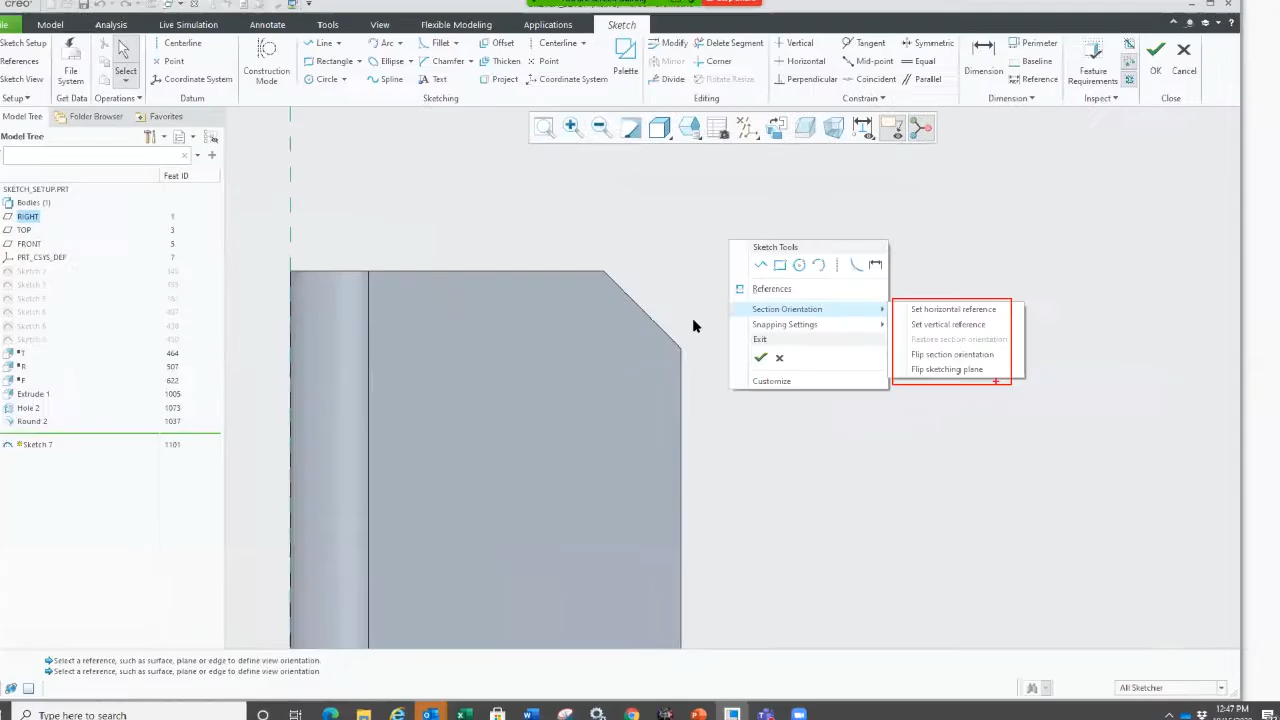 creo
File
Model
Analysis
Live Simulation
Annotate
Tools
View
Flexible Modeling
Applications
Sketch
Sketch Setup
References
Sketch View
Setup
File System
Get Data
Select
Operations
Centerline
Point
Coordinate System
Datum
Construction Mode
Line
Arc
Fillet
Offset
Centerline
Rectangle
Ellipse
Chamfer
Thicken
Point
Circle
Spline
Text
Project
Coordinate System
Sketching
Palette
Modify
Delete Segment
Mirror
Corner
Divide
Rotate Resize
Editing
Vertical
Tangent
Symmetric
Horizontal
Mid-point
Equal
Perpendicular
Coincident
Parallel
Constrain
Dimension
Perimeter
Baseline
Reference
Dimension
Feature Requirements
Inspect
OK
Cancel
Close
Model Tree
Folder Browser
Favorites
Model Tree
Feat ID
SKETCH_SETUP.PRT
Bodies (1)
RIGHT 1
TOP 3
FRONT 5
PRT_CSYS_DEF 7
T 464
R 507
F 622
Extrude 1 1005
Hole 2 1073
Round 2 1037
Sketch 7 1101
Sketch Tools
References
Section Orientation
Snapping Settings
Exit
Customize
Set horizontal reference
Set vertical reference
Restore section orientation
Flip section orientation
Flip sketching plane
Select a reference, such as surface, plane or edge to define view orientation.
Select a reference, such as surface, plane or edge to define view orientation
All Sketcher
Type here to search
12:47 PM